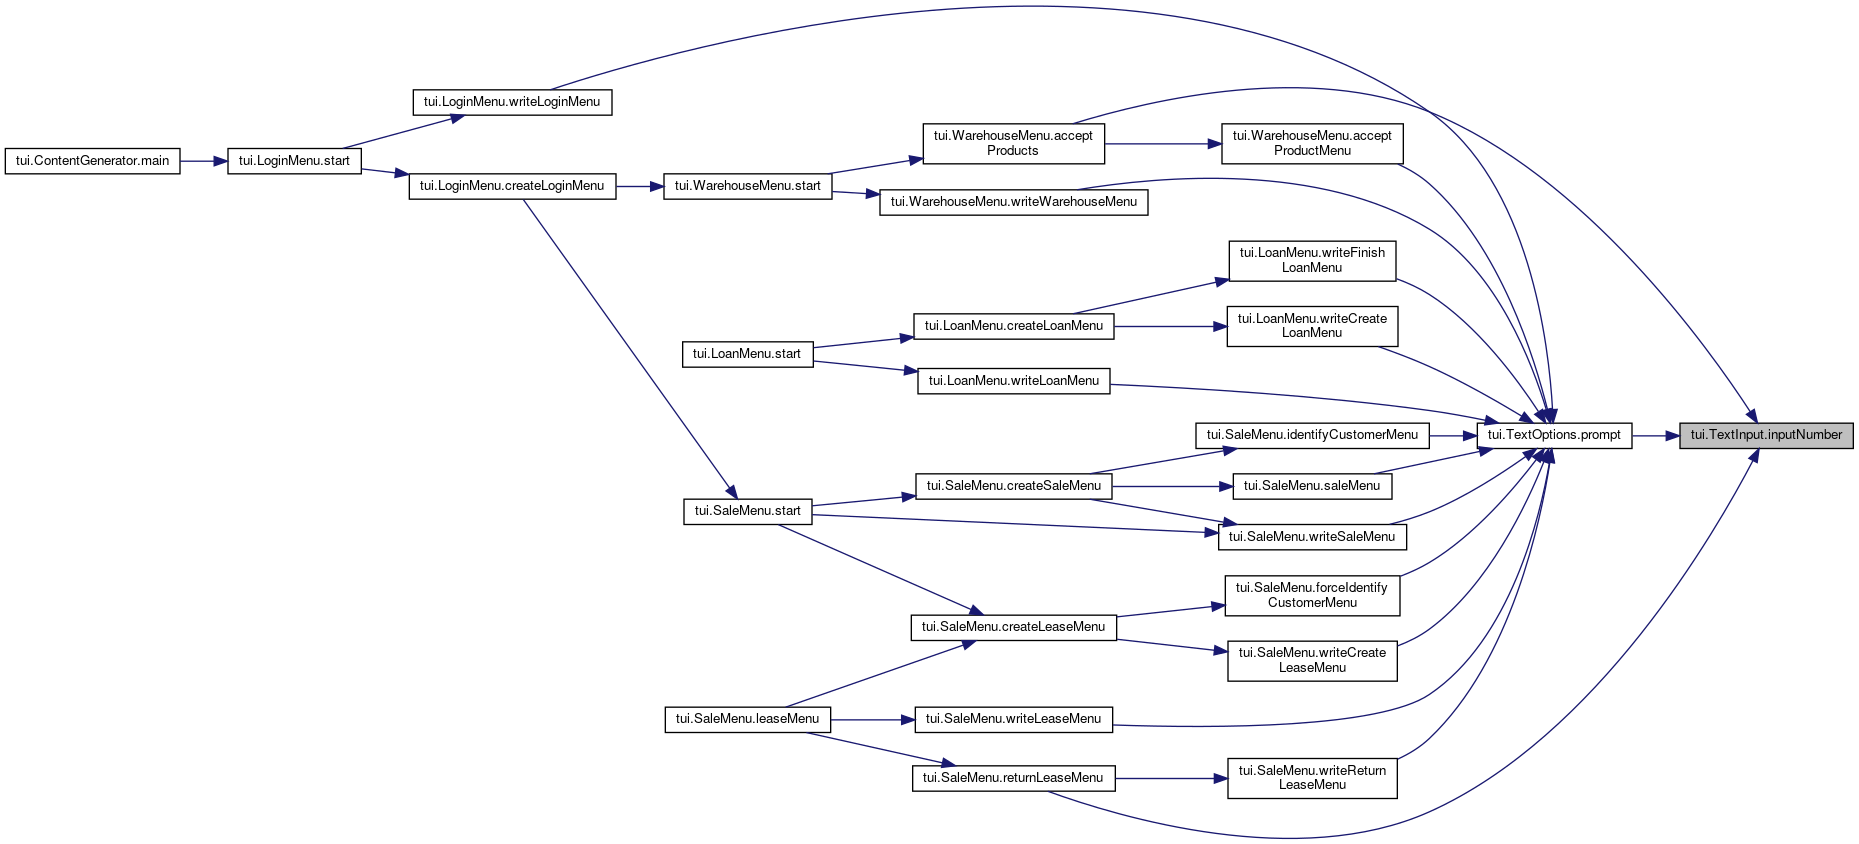 tui.LoginMenu.writeLoginMenu
tui.ContentGenerator.main
tui.LoginMenu.start
tui.LoginMenu.createLoginMenu
tui.WarehouseMenu.start
tui.WarehouseMenu.accept
Products
tui.WarehouseMenu.accept
ProductMenu
tui.WarehouseMenu.writeWarehouseMenu
tui.LoanMenu.writeFinish
LoanMenu
tui.LoanMenu.createLoanMenu
tui.LoanMenu.writeCreate
LoanMenu
tui.LoanMenu.start
tui.LoanMenu.writeLoanMenu
tui.SaleMenu.identifyCustomerMenu
tui.TextOptions.prompt
tui.TextInput.inputNumber
tui.SaleMenu.createSaleMenu
tui.SaleMenu.saleMenu
tui.SaleMenu.start
tui.SaleMenu.writeSaleMenu
tui.SaleMenu.forceIdentify
CustomerMenu
tui.SaleMenu.createLeaseMenu
tui.SaleMenu.writeCreate
LeaseMenu
tui.SaleMenu.leaseMenu
tui.SaleMenu.writeLeaseMenu
tui.SaleMenu.returnLeaseMenu
tui.SaleMenu.writeReturn
LeaseMenu